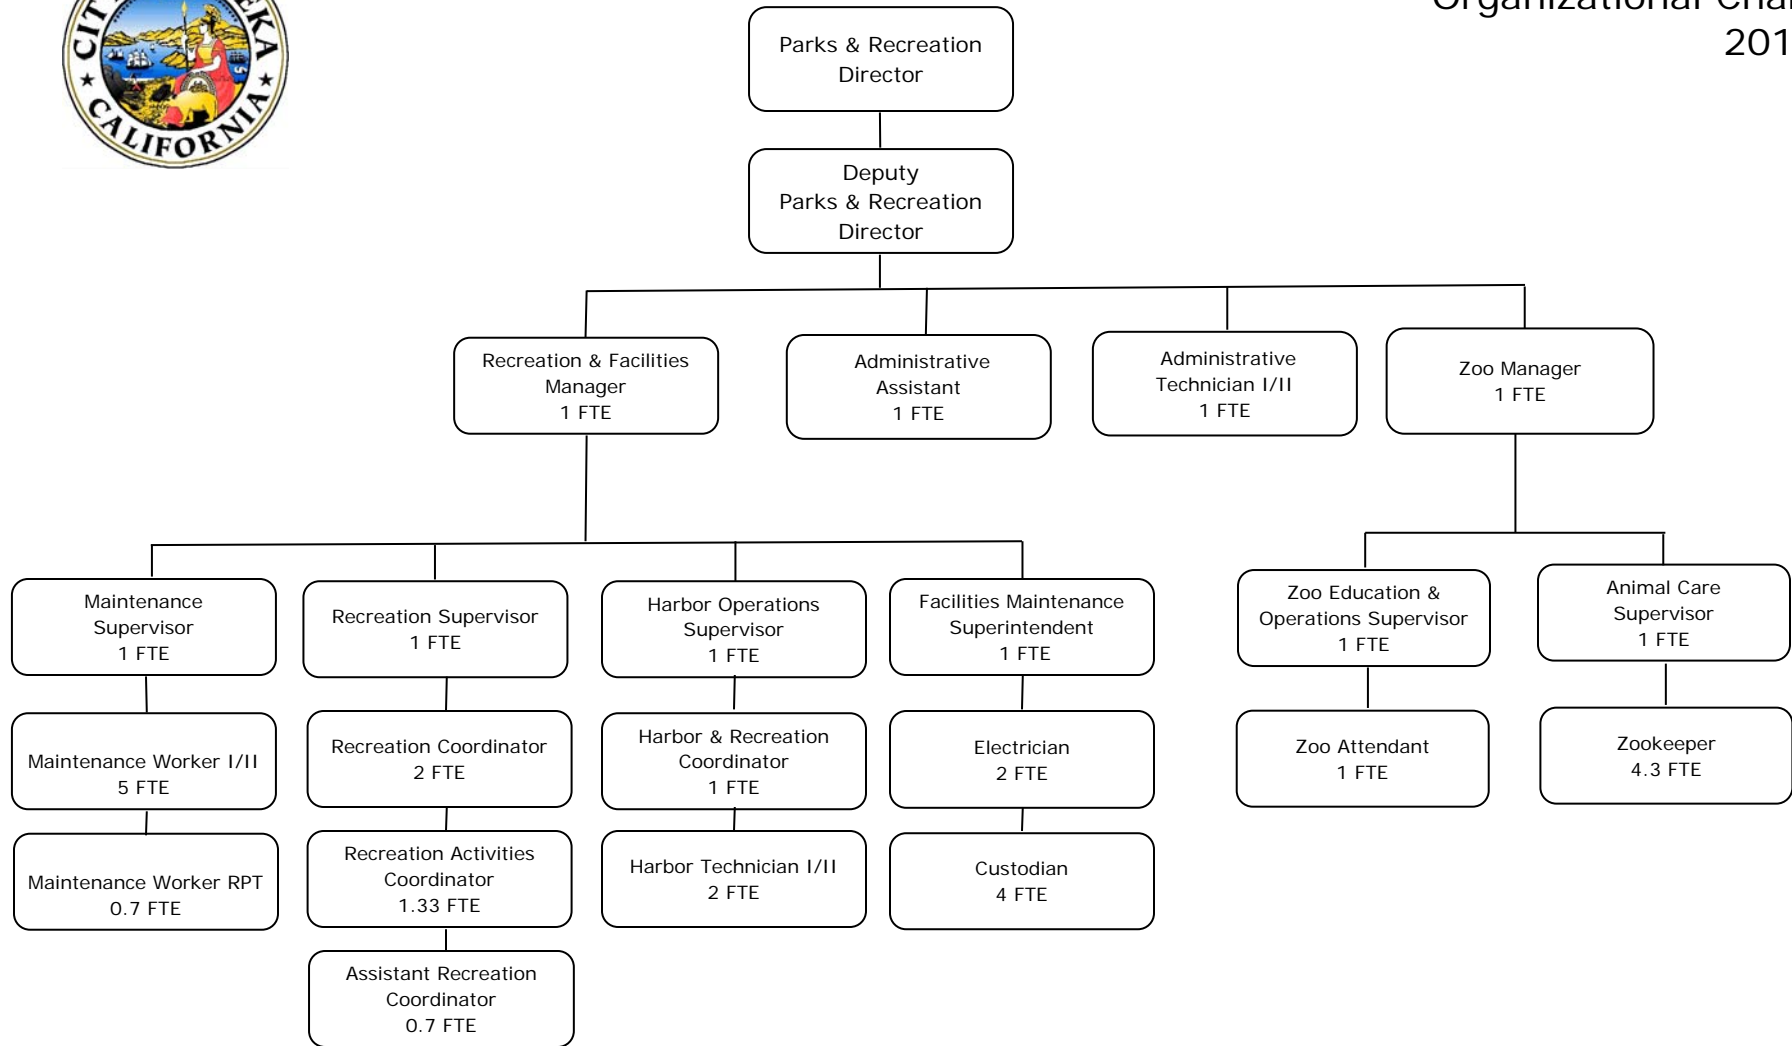 CITY
CALIFORNIA
Organizational
201
Parks & Recreation
Director
Deputy
Parks & Recreation
Director
Recreation & Facilities
Manager
1 FTE
Administrative
Assistant
1 FTE
Administrative
Technician I/II
1 FTE
Zoo Manager
1 FTE
Maintenance
Supervisor
1 FTE
Recreation Supervisor
1 FTE
Harbor Operations
Supervisor
1 FTE
Facilities Maintenance
Superintendent
1 FTE
Zoo Education &
Operations Supervisor
1 FTE
Animal Care
Supervisor
1 FTE
Maintenance Worker I/II
5 FTE
Recreation Coordinator
2 FTE
Harbor & Recreation
Coordinator
1 FTE
Electrician
2 FTE
Zoo Attendant
1 FTE
Zookeeper
4.3 FTE
Maintenance Worker RPT
0.7 FTE
Recreation Activities
Coordinator
1.33 FTE
Harbor Technician I/II
2 FTE
Custodian
4 FTE
Assistant Recreation
Coordinator
0.7 FTE